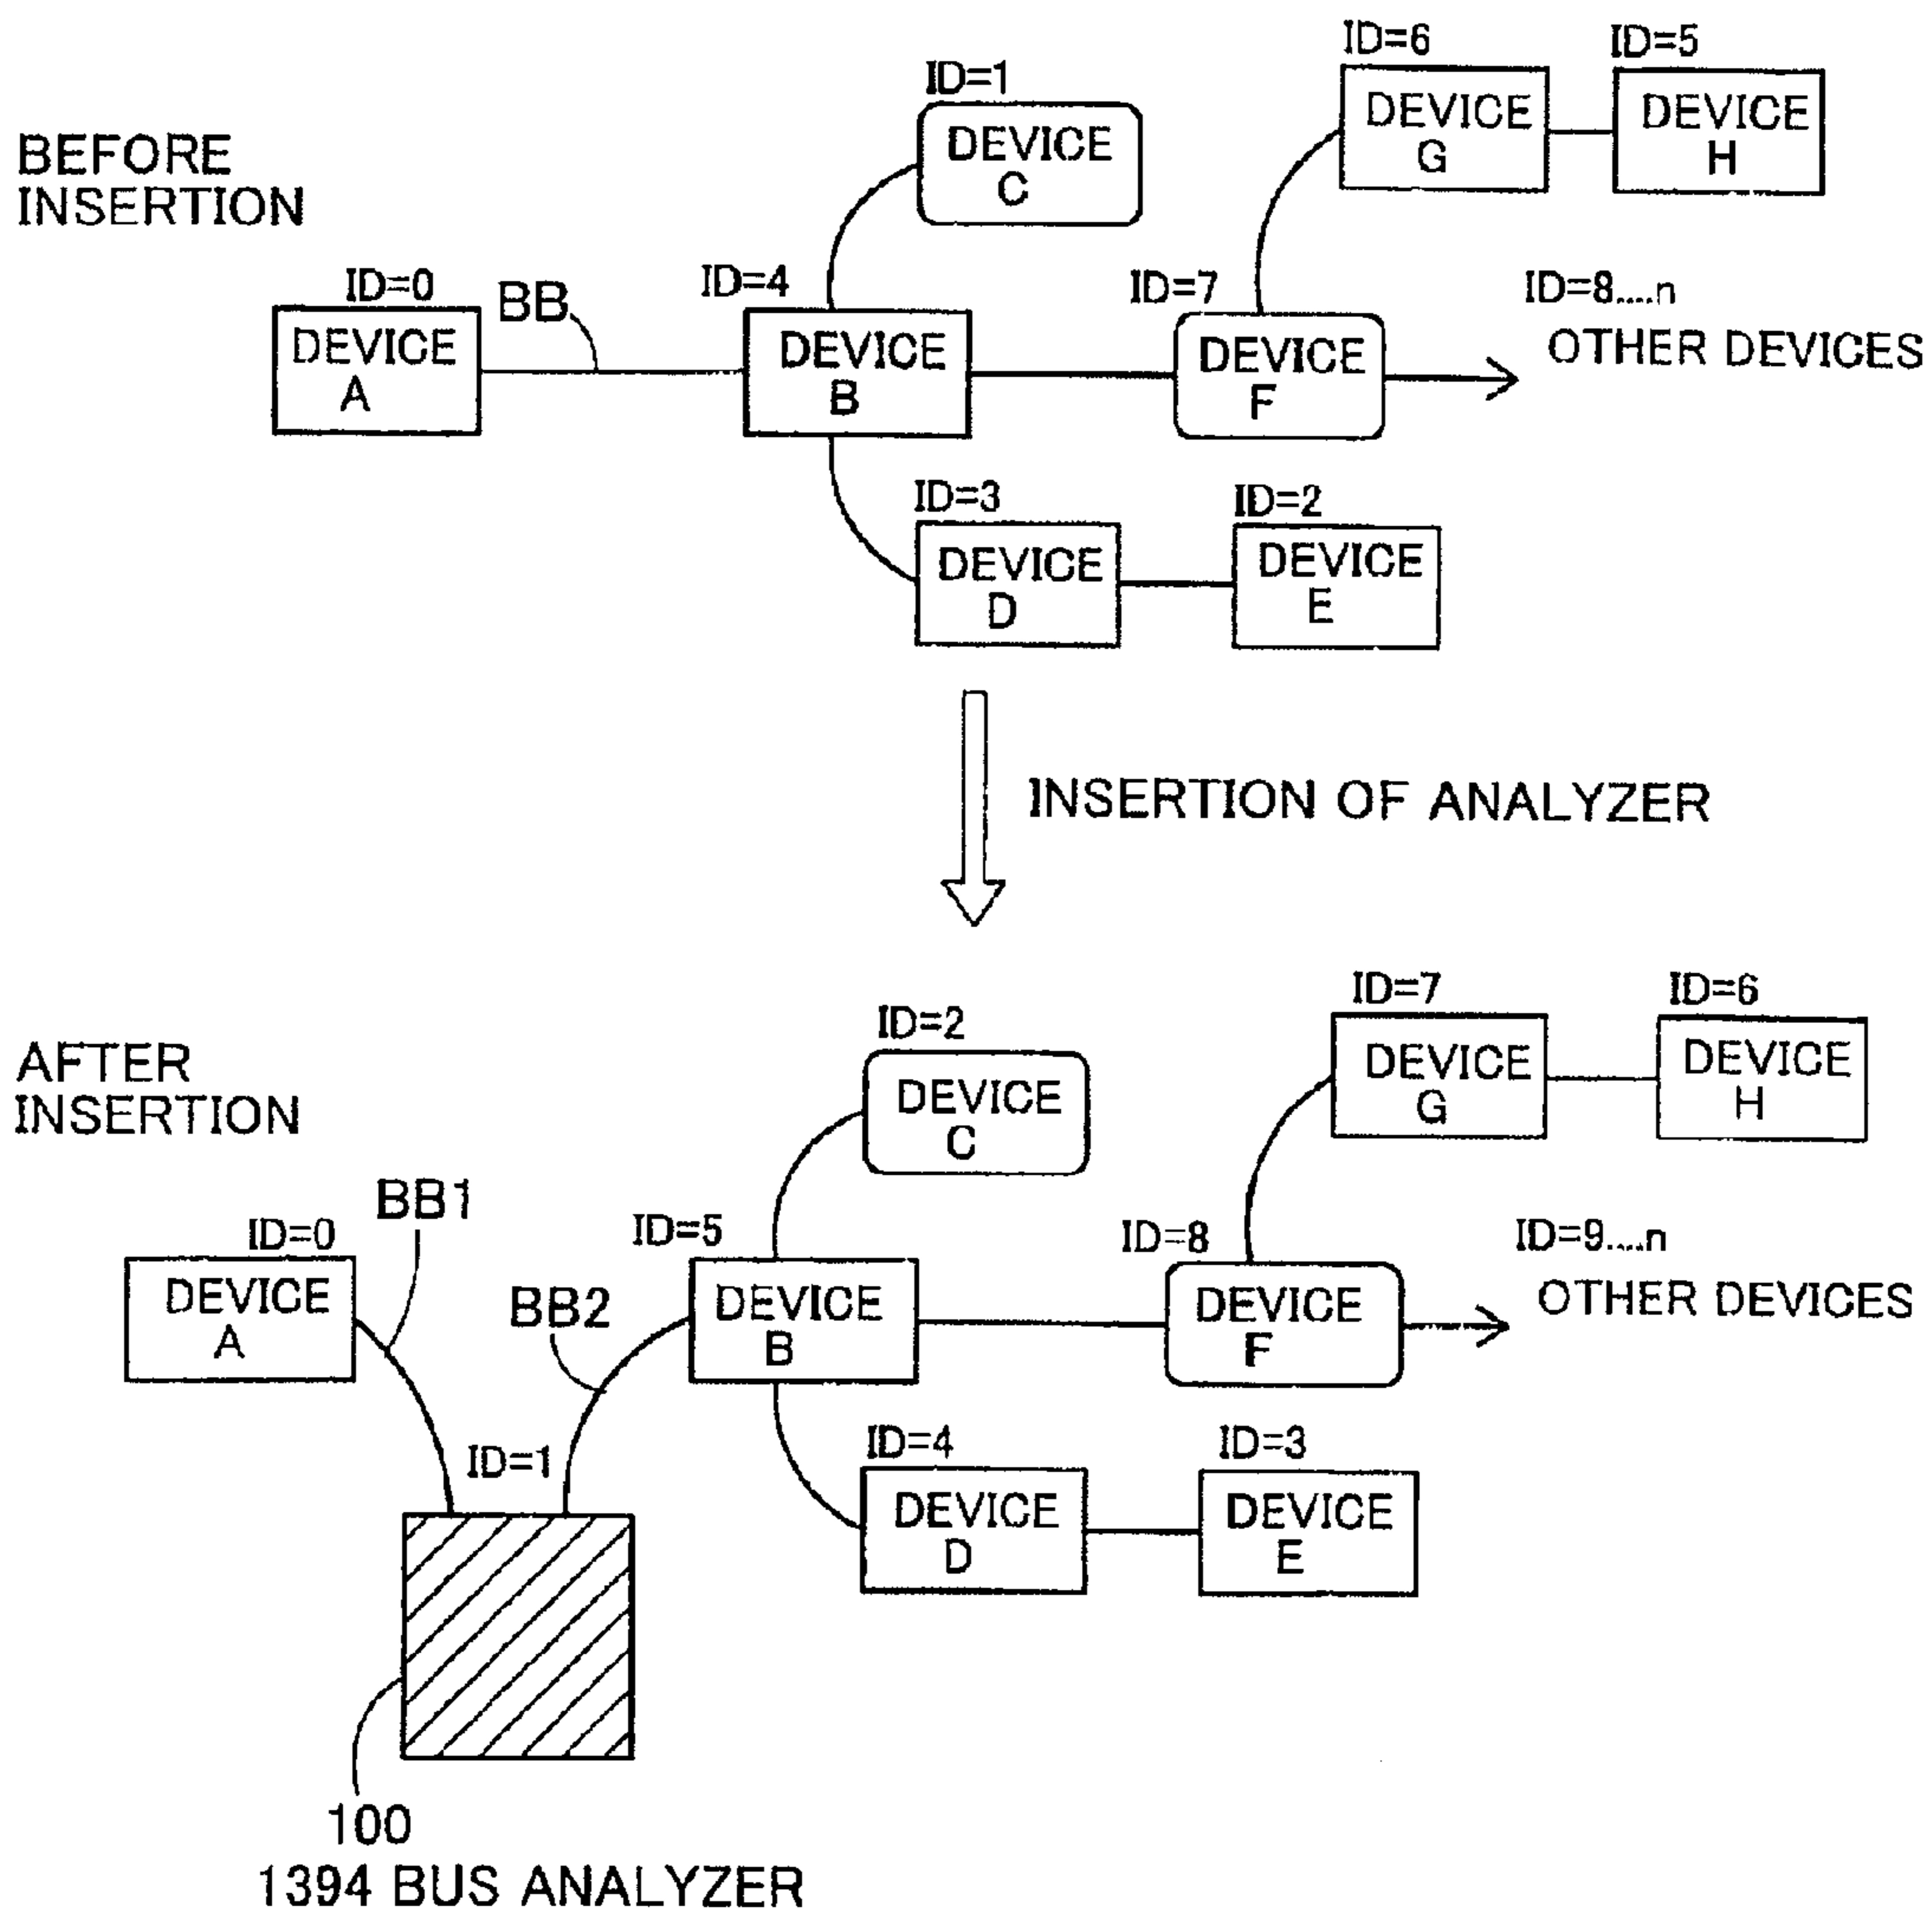 ID=6 ID=5
ID=1
DEVICE G
DEVICE H
DEVICE C
BEFORE
INSERTION
ID=0
BB
ID=4
ID=7
ID=8....n
OTHER DEVICES
DEVICE A
DEVICE B
DEVICE F
ID=3
ID=2
DEVICE D
DEVICE E
INSERTION OF ANALYZER
ID=7
ID=6
ID=2
DEVICE G
DEVICE H
AFTER
INSERTION
DEVICE C
BB1
ID=0
ID=5
ID=8
ID=9....n
OTHER DEVICES
DEVICE A
BB2
DEVICE B
DEVICE F
ID=1
ID=4
ID=3
DEVICE D
DEVICE E
100
1394 BUS ANALYZER